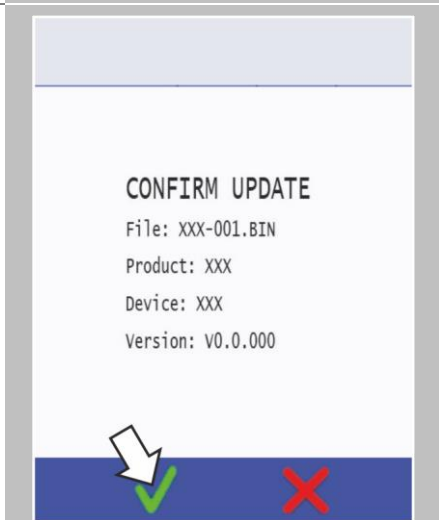 CONFIRM UPDATE
File: XXX-001.BIN
Product: XXX
Device: XXX
Version: V0.0.000